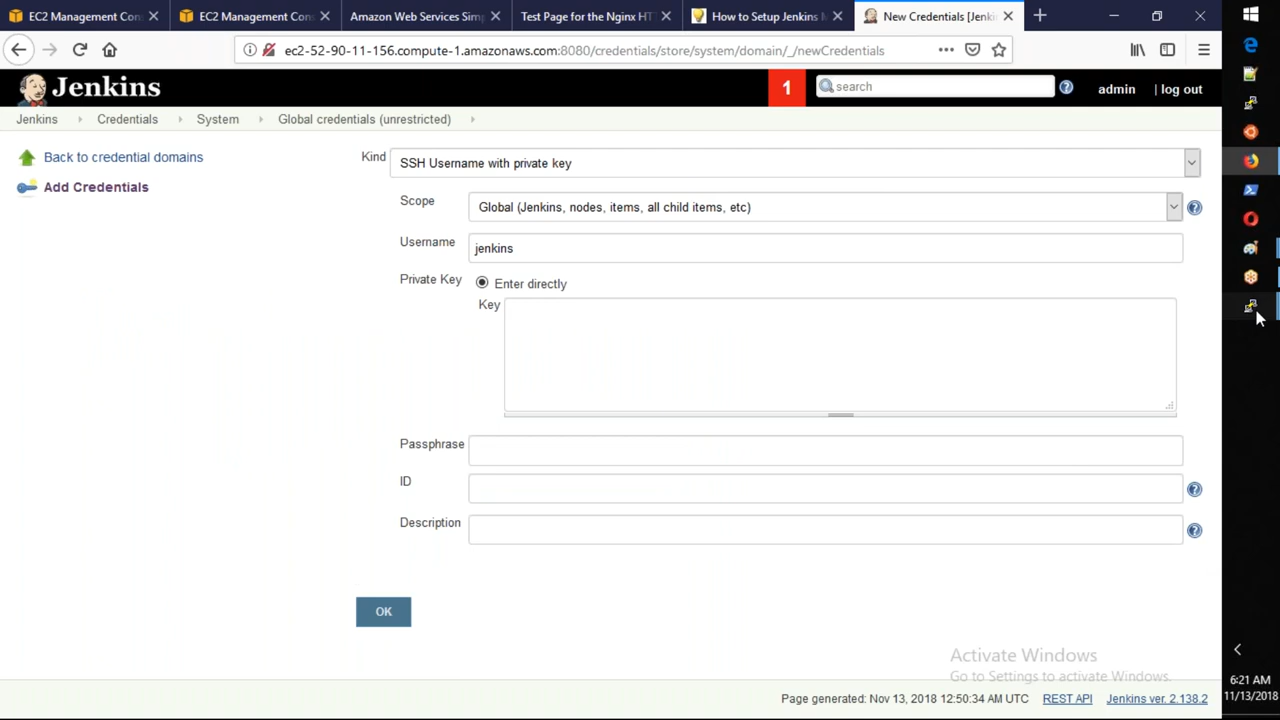 EC2 Management Con
EC2 Management Cons
Amazon Web Services Simp
Test Page for the Nginx HTT
How to Setup Jenkins M
New Credentials [Jenki
ec2-52-90-11-156.compute-1.amazonaws.com:8080/credentials/store/system/domain/_/newCredentials
Jenkins
1
search
admin
| log out
Jenkins
Credentials
System
Global credentials (unrestricted)
Back to credential domains
Add Credentials
Kind
SSH Username with private key
Scope
Global (Jenkins, nodes, items, all child items, etc)
Username
jenkins
Private Key
Enter directly
Key
Passphrase
ID
Description
OK
Activate Windows
Go to Settings to activate Windows.
Page generated: Nov 13, 2018 12:50:34 AM UTC
REST API
Jenkins ver. 2.138.2
6:21 AM
11/13/2018